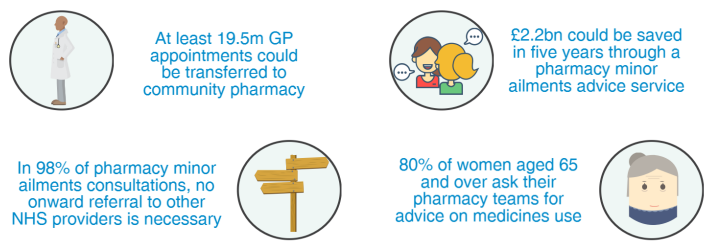 At least 19.5m GP
appointments could
be transferred to
community pharmacy
£2.2bn could be saved
in five years through a
pharmacy minor
ailments advice service
In 98% of pharmacy minor
ailments consultations, no
onward referral to other
NHS providers is necessary
80% of women aged 65
and over ask their
pharmacy teams for
advice on medicines use